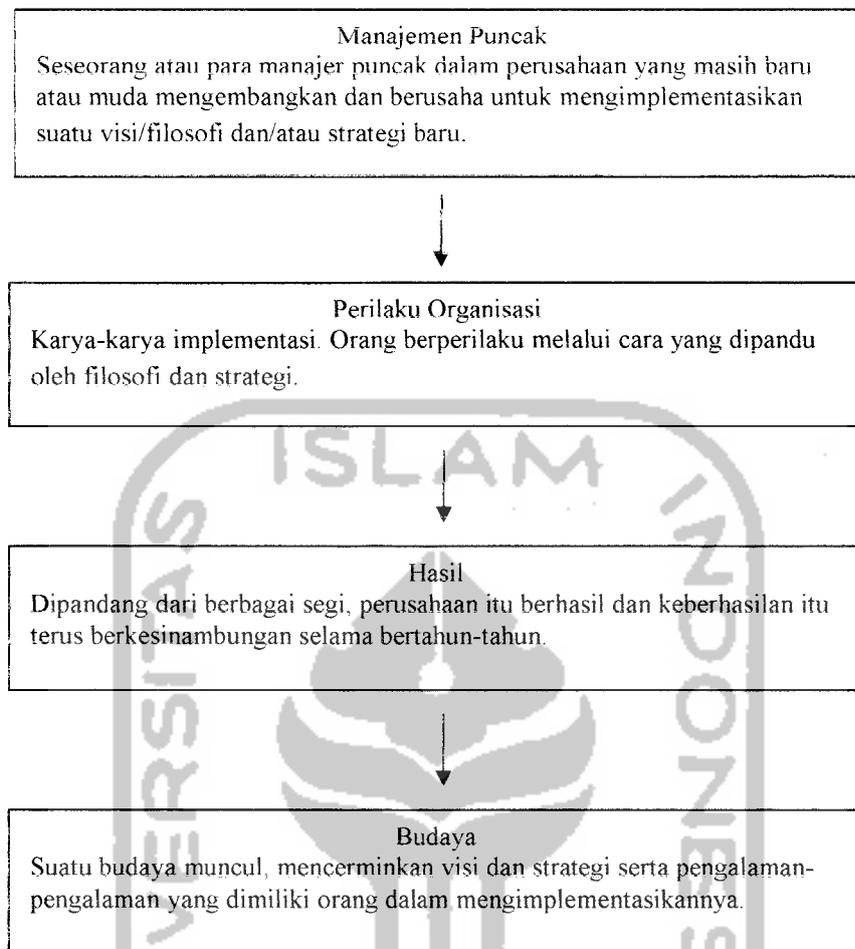 Manajemen Puncak
Seseorang atau para manajer puncak dalam perusahaan yang masih baru
atau muda mengembangkan dan berusaha untuk mengimplementasikan
suatu visi/filosofi dan/atau strategi baru.
Perilaku Organisasi
Karya-karya implementasi. Orang berperilaku melalui cara yang dipandu
oleh filosofi dan strategi.
ISLAM
Hasil
Dipandang dari berbagai segi, perusahaan itu berhasil dan keberhasilan itu
terus berkesinambungan selama bertahun-tahun.
Budaya
Suatu budaya muncul, mencerminkan visi dan strategi serta pengalaman-
pengalaman yang dimiliki orang dalam mengimplementasikannya.
VERSITAS
INDONES